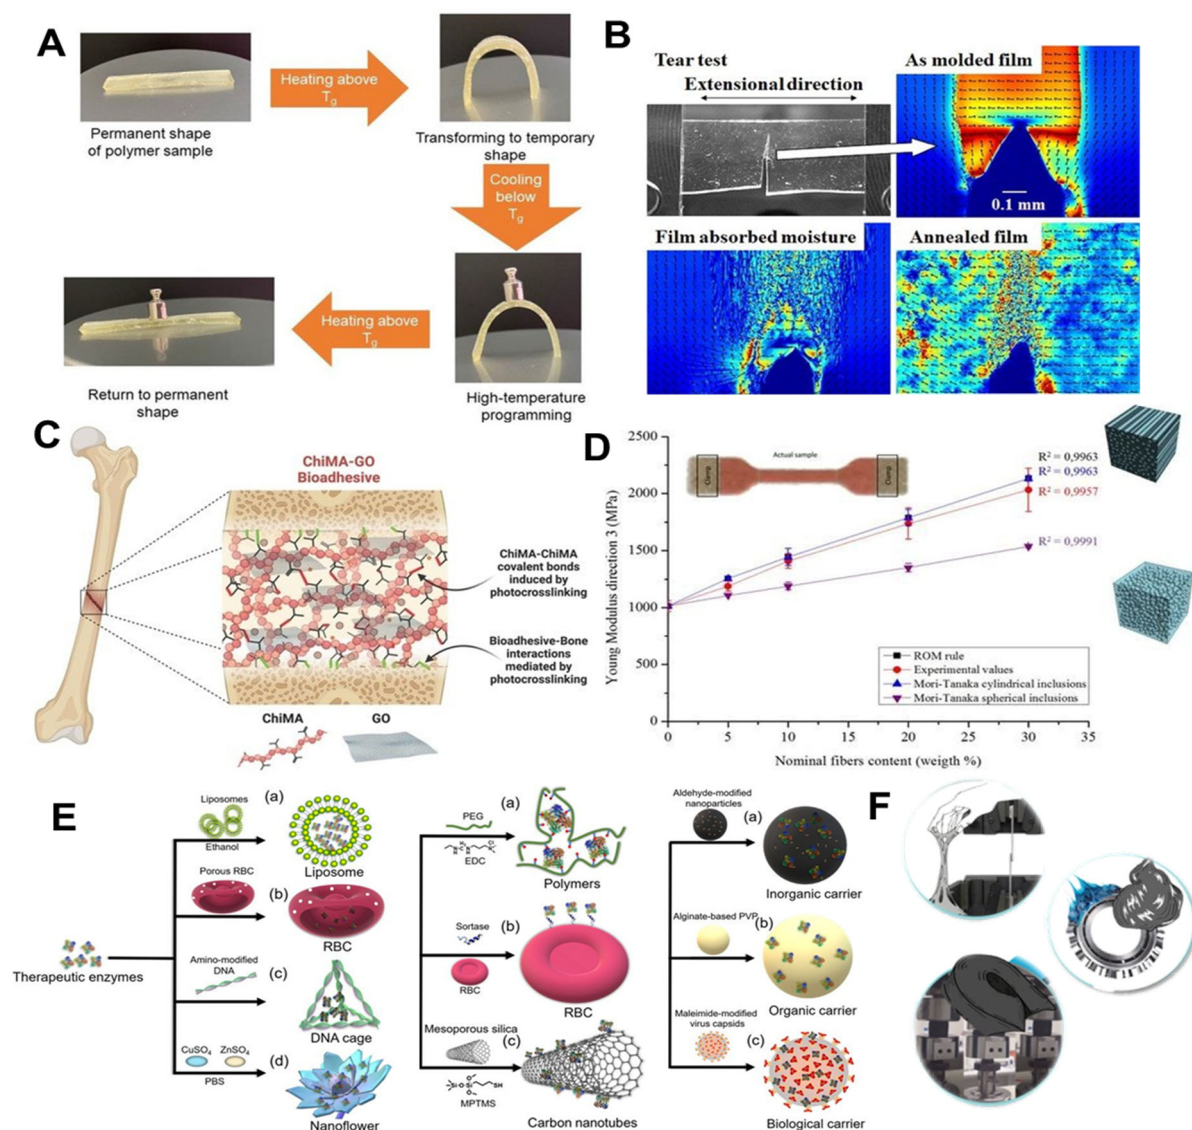 A
Heating above
Tg
Permanent shape
of polymer sample
Transforming to temporary
shape
Cooling
below
Tg
Heating above
Tg
Return to permanent
shape
High-temperature
programming
B
Tear test
Extensional direction
As molded film
0.1 mm
Film absorbed moisture
Annealed film
C
ChiMA-GO
Bioadhesive
ChiMA-ChiMA
covalent bonds
induced by
photocrosslinking
Bioadhesive-Bone
interactions
mediated by
photocrosslinking
ChiMA
GO
D
Young Modulus direction 3 (MPa)
2500
2000
1500
1000
500
0
0
5
10
15
20
25
30
35
Nominal fibers content (weigth %)
Actual sample
Clamp
Clamp
R² = 0,9963
R² = 0,9963
R² = 0,9957
R² = 0,9991
ROM rule
Experimental values
Mori-Tanaka cylindrical inclusions
Mori-Tanaka spherical inclusions
E
Therapeutic enzymes
Liposomes
Ethanol
(a)
Liposome
Porous RBC
(b)
RBC
Amino-modified
DNA
(c)
DNA cage
CuSO₄
ZnSO₄
PBS
(d)
Nanoflower
PEG
EDC
(a)
Polymers
Sortase
RBC
(b)
RBC
Mesoporous silica
(c)
MPTMS
Carbon nanotubes
Aldehyde-modified
nanoparticles
(a)
Inorganic carrier
Alginate-based PVP
(b)
Organic carrier
Maleimide-modified
virus capsids
(c)
Biological carrier
F